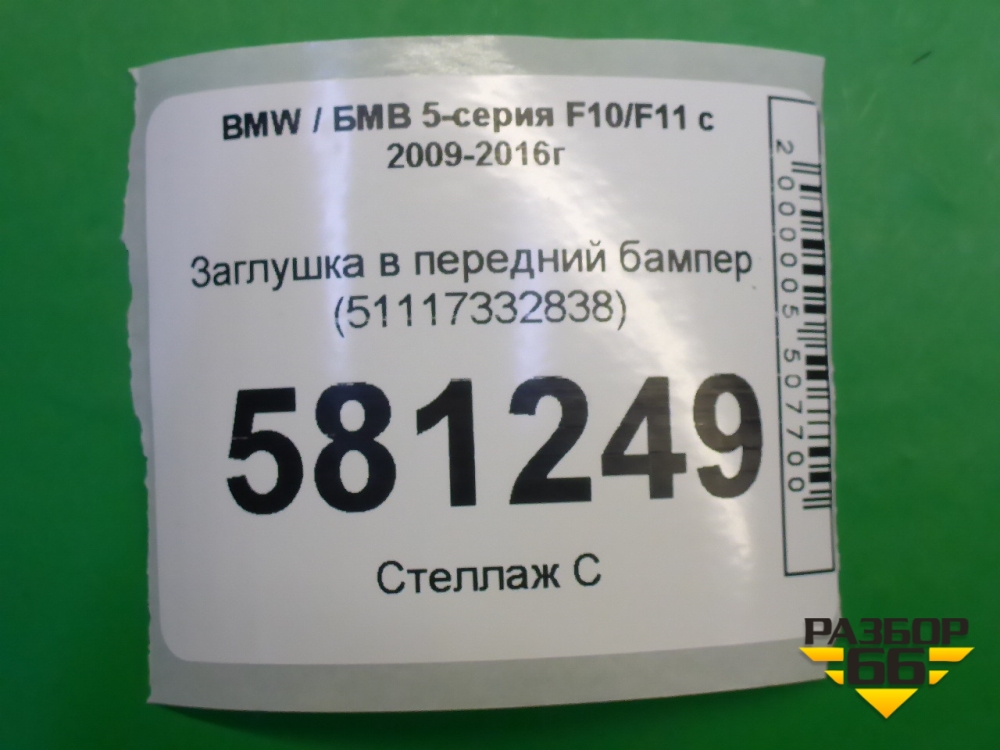 BMW / БМВ 5-серия F10/F11 с
2009-2016г
Заглушка в передний бампер
(51117332838)
581249
Стеллаж С
2000005507700
РАЗБОР
66